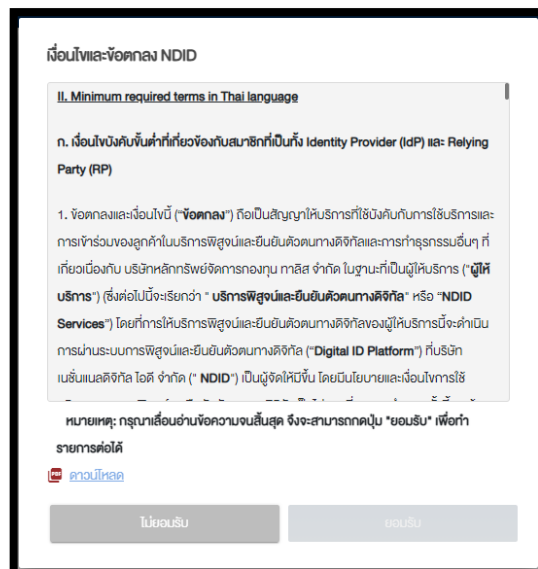 เงื่อนไขและข้อตกลง NDID
II. Minimum required terms in Thai language
ก. เงื่อนไขบังคับขั้นต่ำที่เกี่ยวข้องกับสมาชิกที่เป็นทั้ง Identity Provider (IdP) และ Relying
Party (RP)
1. ข้อตกลงและเงื่อนไขนี้ ("ข้อตกลง") ถือเป็นสัญญาให้บริการที่ใช้บังคับกับการใช้บริการและ
การเข้าร่วมของลูกค้าในบริการพิสูจน์และยืนยันตัวตนทางดิจิทัลและการทำธุรกรรมอื่นๆ ที่
เกี่ยวเนื่องกับ บริษัทหลักทรัพย์จัดการกองทุน ทาลิส จำกัด ในฐานะที่เป็นผู้ให้บริการ ("ผู้ให้
บริการ") (ซึ่งต่อไปนี้จะเรียกว่า " บริการพิสูจน์และยืนยันตัวตนทางดิจิทัล" หรือ "NDID
Services") โดยที่การให้บริการพิสูจน์และยืนยันตัวตนทางดิจิทัลของผู้ให้บริการนี้จะดำเนิน
การผ่านระบบการพิสูจน์และยืนยันตัวตนทางดิจิทัล ("Digital ID Platform") ที่บริษัท
เนชั่นแนลดิจิทัล ไอดี จำกัด (" NDID") เป็นผู้จัดให้มีขึ้น โดยมีนโยบายและเงื่อนไขการใช้
หมายเหตุ: กรุณาเลื่อนอ่านข้อความจนสิ้นสุด จึงจะสามารถกดปุ่ม "ยอมรับ" เพื่อทำ
รายการต่อได้
PDF ดาวน์โหลด
ไม่ยอมรับ ยอมรับ